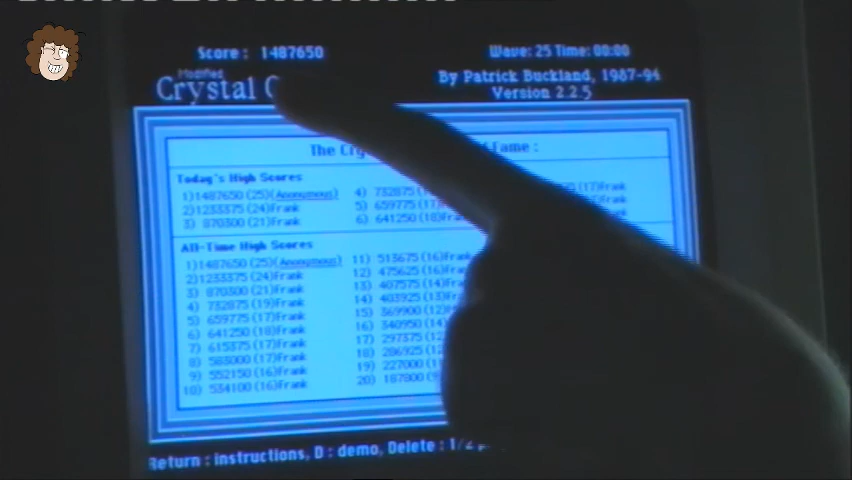 Score: 1487650
Wave: 25 Time: 00:00
Modified
Crystal
By Patrick Buckland, 1987-94
Version 2.2.5
The Fame:
Today's High Scores
1)1487650 (25)(Anonymous)
2)1233375 (24)Frank
3) 870300 (21)Frank
4) 732875
5) 659775 (17)
6) 641250 (18)Frank
(17)Frank
All-Time High Scores
1)1487650 (25)(Anonymous)
2)1233375 (24)Frank
3) 870300 (21)Frank
4) 732875 (19)Frank
5) 659775 (17)Frank
6) 641250 (18)Frank
7) 615375 (17)Frank
8) 583000 (17)Frank
9) 552150 (16)Frank
10) 534100 (16)Frank
11) 513675 (16)Frank
12) 475625 (16)
13) 407575 (14)
14) 403925 (13)
15) 369900 (12)
16) 340950 (14)
17) 297375
18) 286925
19) 227000
20) 187800
Return : instructions, D : demo, Delete : 1/2